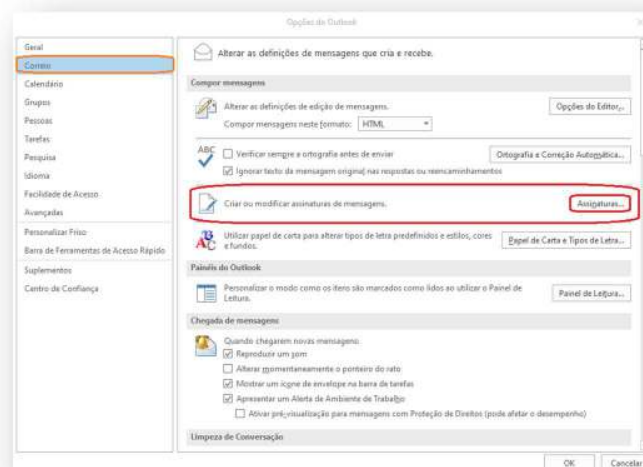 Opções do Outlook
Geral
Correio
Calendário
Grupos
Pessoas
Tarefas
Pesquisa
Idioma
Facilidade de Acesso
Avançadas
Personalizar Friso
Barra de Ferramentas de Acesso Rápido
Suplementos
Centro de Confiança
Alterar as definições de mensagens que cria e recebe.
Compor mensagens
Alterar as definições de edição de mensagens.
Opções do Editor...
Compor mensagens neste formato: HTML
ABC
Verificar sempre a ortografia antes de enviar
Ortografia e Correção Automática...
Ignorar texto da mensagem original nas respostas ou reencaminhamentos
Criar ou modificar assinaturas de mensagens.
Assinaturas...
Utilizar papel de carta para alterar tipos de letra predefinidos e estilos, cores
e fundos.
Papel de Carta e Tipos de Letra...
Painéis do Outlook
Personalizar o modo como os itens são marcados como lidos ao utilizar o Painel de
Leitura.
Painel de Leitura...
Chegada de mensagens
Quando chegarem novas mensagens:
Reproduzir um som
Alterar momentaneamente o ponteiro do rato
Mostrar um ícone de envelope na barra de tarefas
Apresentar um Alerta de Ambiente de Trabalho
Ativar pré-visualização para mensagens com Proteção de Direitos (pode afetar o desempenho)
Limpeza de Conversação
OK
Cancelar